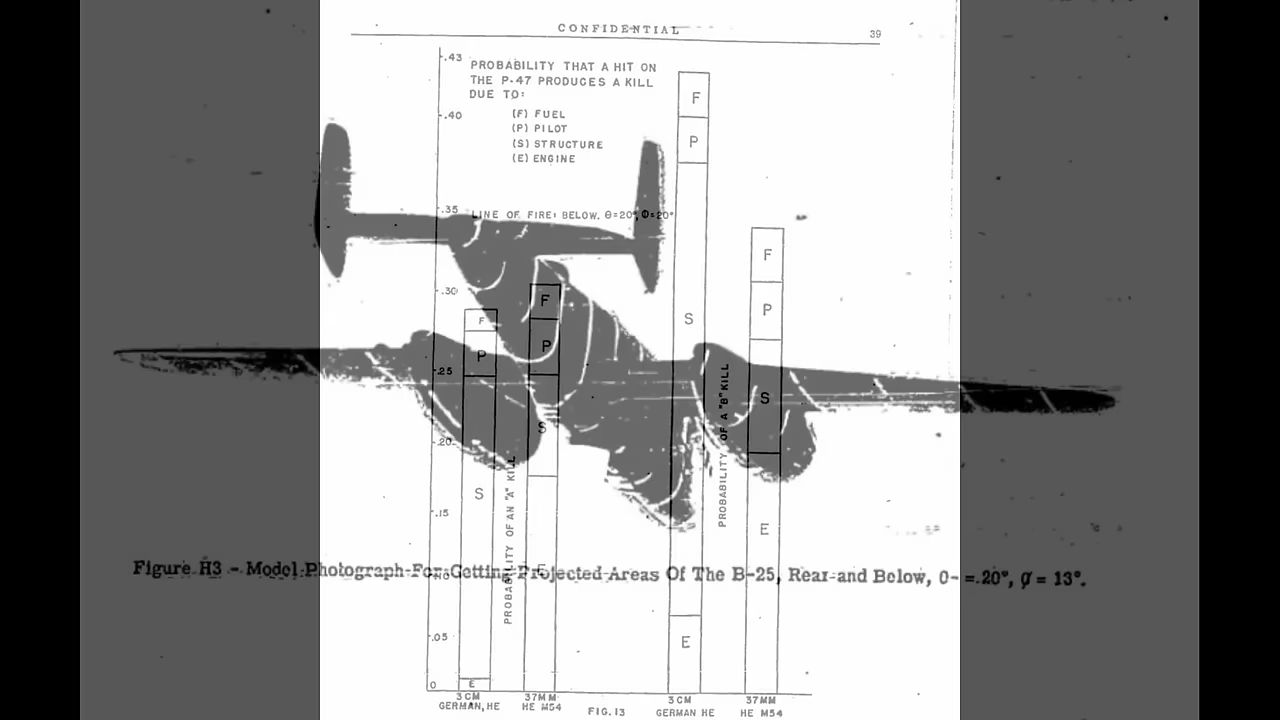 CONFIDENTIAL
39
.43
PROBABILITY THAT A HIT ON
THE P-47 PRODUCES A KILL
DUE TO:
(F) FUEL
(P) PILOT
(S) STRUCTURE
(E) ENGINE
.40
F
P
.35
LINE OF FIRE: BELOW. θ=20°, Φ=20°
F
.30
F
F
P
S
P
P
.25
S
S
.20
S
PROBABILITY OF AN "A" KILL
PROBABILITY OF A "B" KILL
.15
E
Figure H3 - Model Photograph For Getting Projected Areas Of The B-25, Rear and Below, θ- =.20°, ø = 13°.
.05
E
0
E
3 CM
GERMAN, HE
37MM
HE M54
FIG. 13
3 CM
GERMAN HE
37MM
HE M54